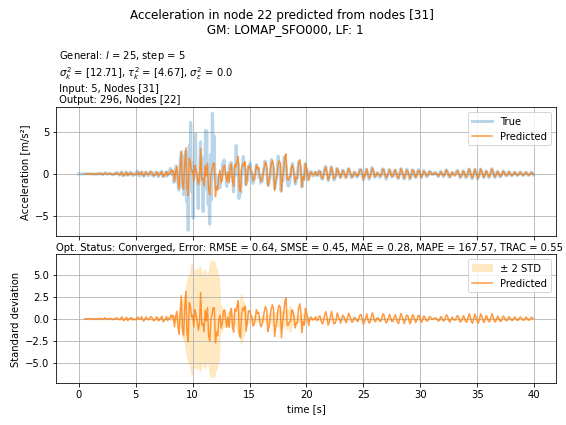 Acceleration in node 22 predicted from nodes [31]
GM: LOMAP_SFO000, LF: 1
General: l = 25, step = 5
σ²ₖ = [12.71], τ²ₖ = [4.67], σ²ε = 0.0
Input: 5, Nodes [31]
Output: 296, Nodes [22]
Acceleration [m/s²]
5
0
−5
True
Predicted
Opt. Status: Converged, Error: RMSE = 0.64, SMSE = 0.45, MAE = 0.28, MAPE = 167.57, TRAC = 0.55
Standard deviation
5.0
2.5
0.0
−2.5
−5.0
± 2 STD
Predicted
0 5 10 15 20 25 30 35 40
time [s]